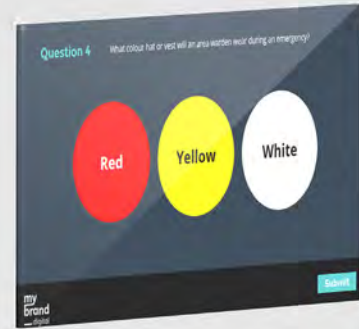 Question 4
What colour hat or vest will an area warden wear during an emergency?
Red
Yellow
White
Submit
my
brand
digital